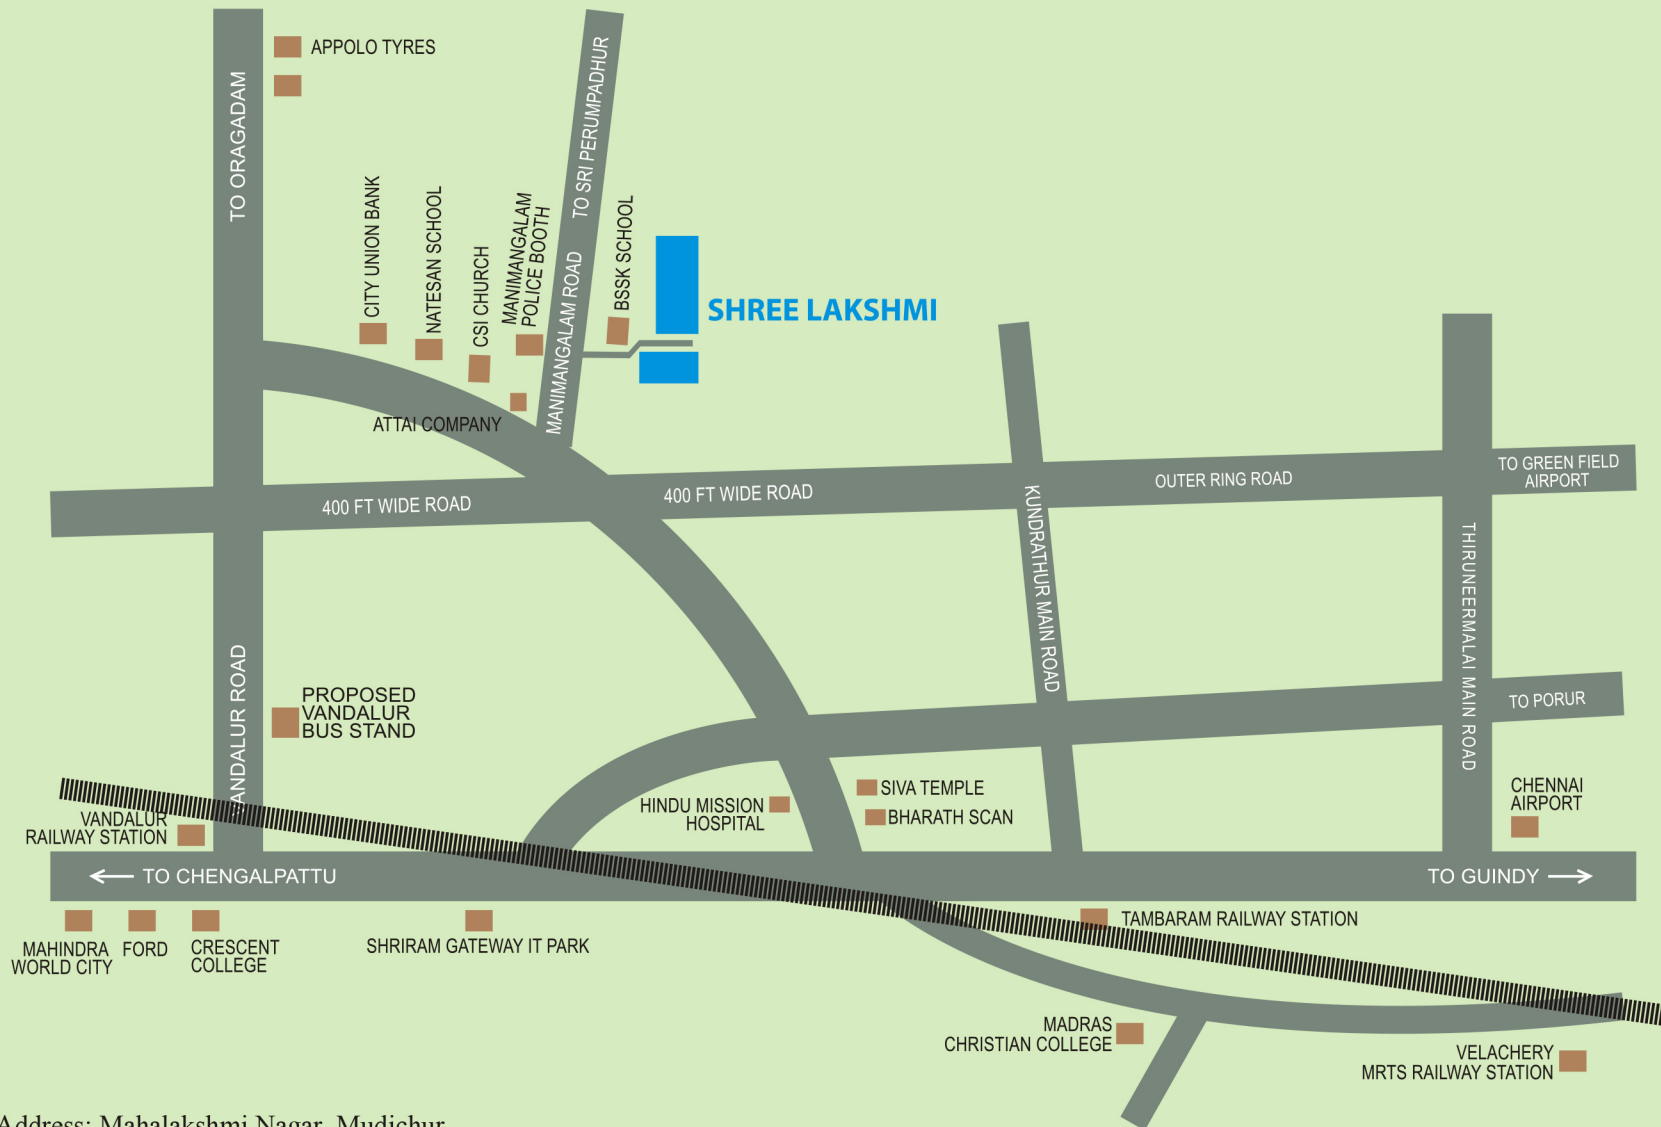 APPOLO TYRES
TO ORAGADAM
TO SRI PERUMPADHUR
CITY UNION BANK
NATESAN SCHOOL
CSI CHURCH
MANIMANGALAM
POLICE BOOTH
MANIMANGALAM ROAD
BSSK SCHOOL
SHREE LAKSHMI
ATTAI COMPANY
400 FT WIDE ROAD
400 FT WIDE ROAD
OUTER RING ROAD
TO GREEN FIELD
AIRPORT
KUNDRATHUR MAIN ROAD
THIRUNEERMALAI MAIN ROAD
VANDALUR ROAD
PROPOSED
VANDALUR
BUS STAND
TO PORUR
SIVA TEMPLE
HINDU MISSION
HOSPITAL
BHARATH SCAN
CHENNAI
AIRPORT
VANDALUR
RAILWAY STATION
TO CHENGALPATTU
TO GUINDY
MAHINDRA
WORLD CITY
FORD
CRESCENT
COLLEGE
SHRIRAM GATEWAY IT PARK
TAMBARAM RAILWAY STATION
MADRAS
CHRISTIAN COLLEGE
VELACHERY
MRTS RAILWAY STATION
Address: Mahalakshmi Nagar, Mudichur